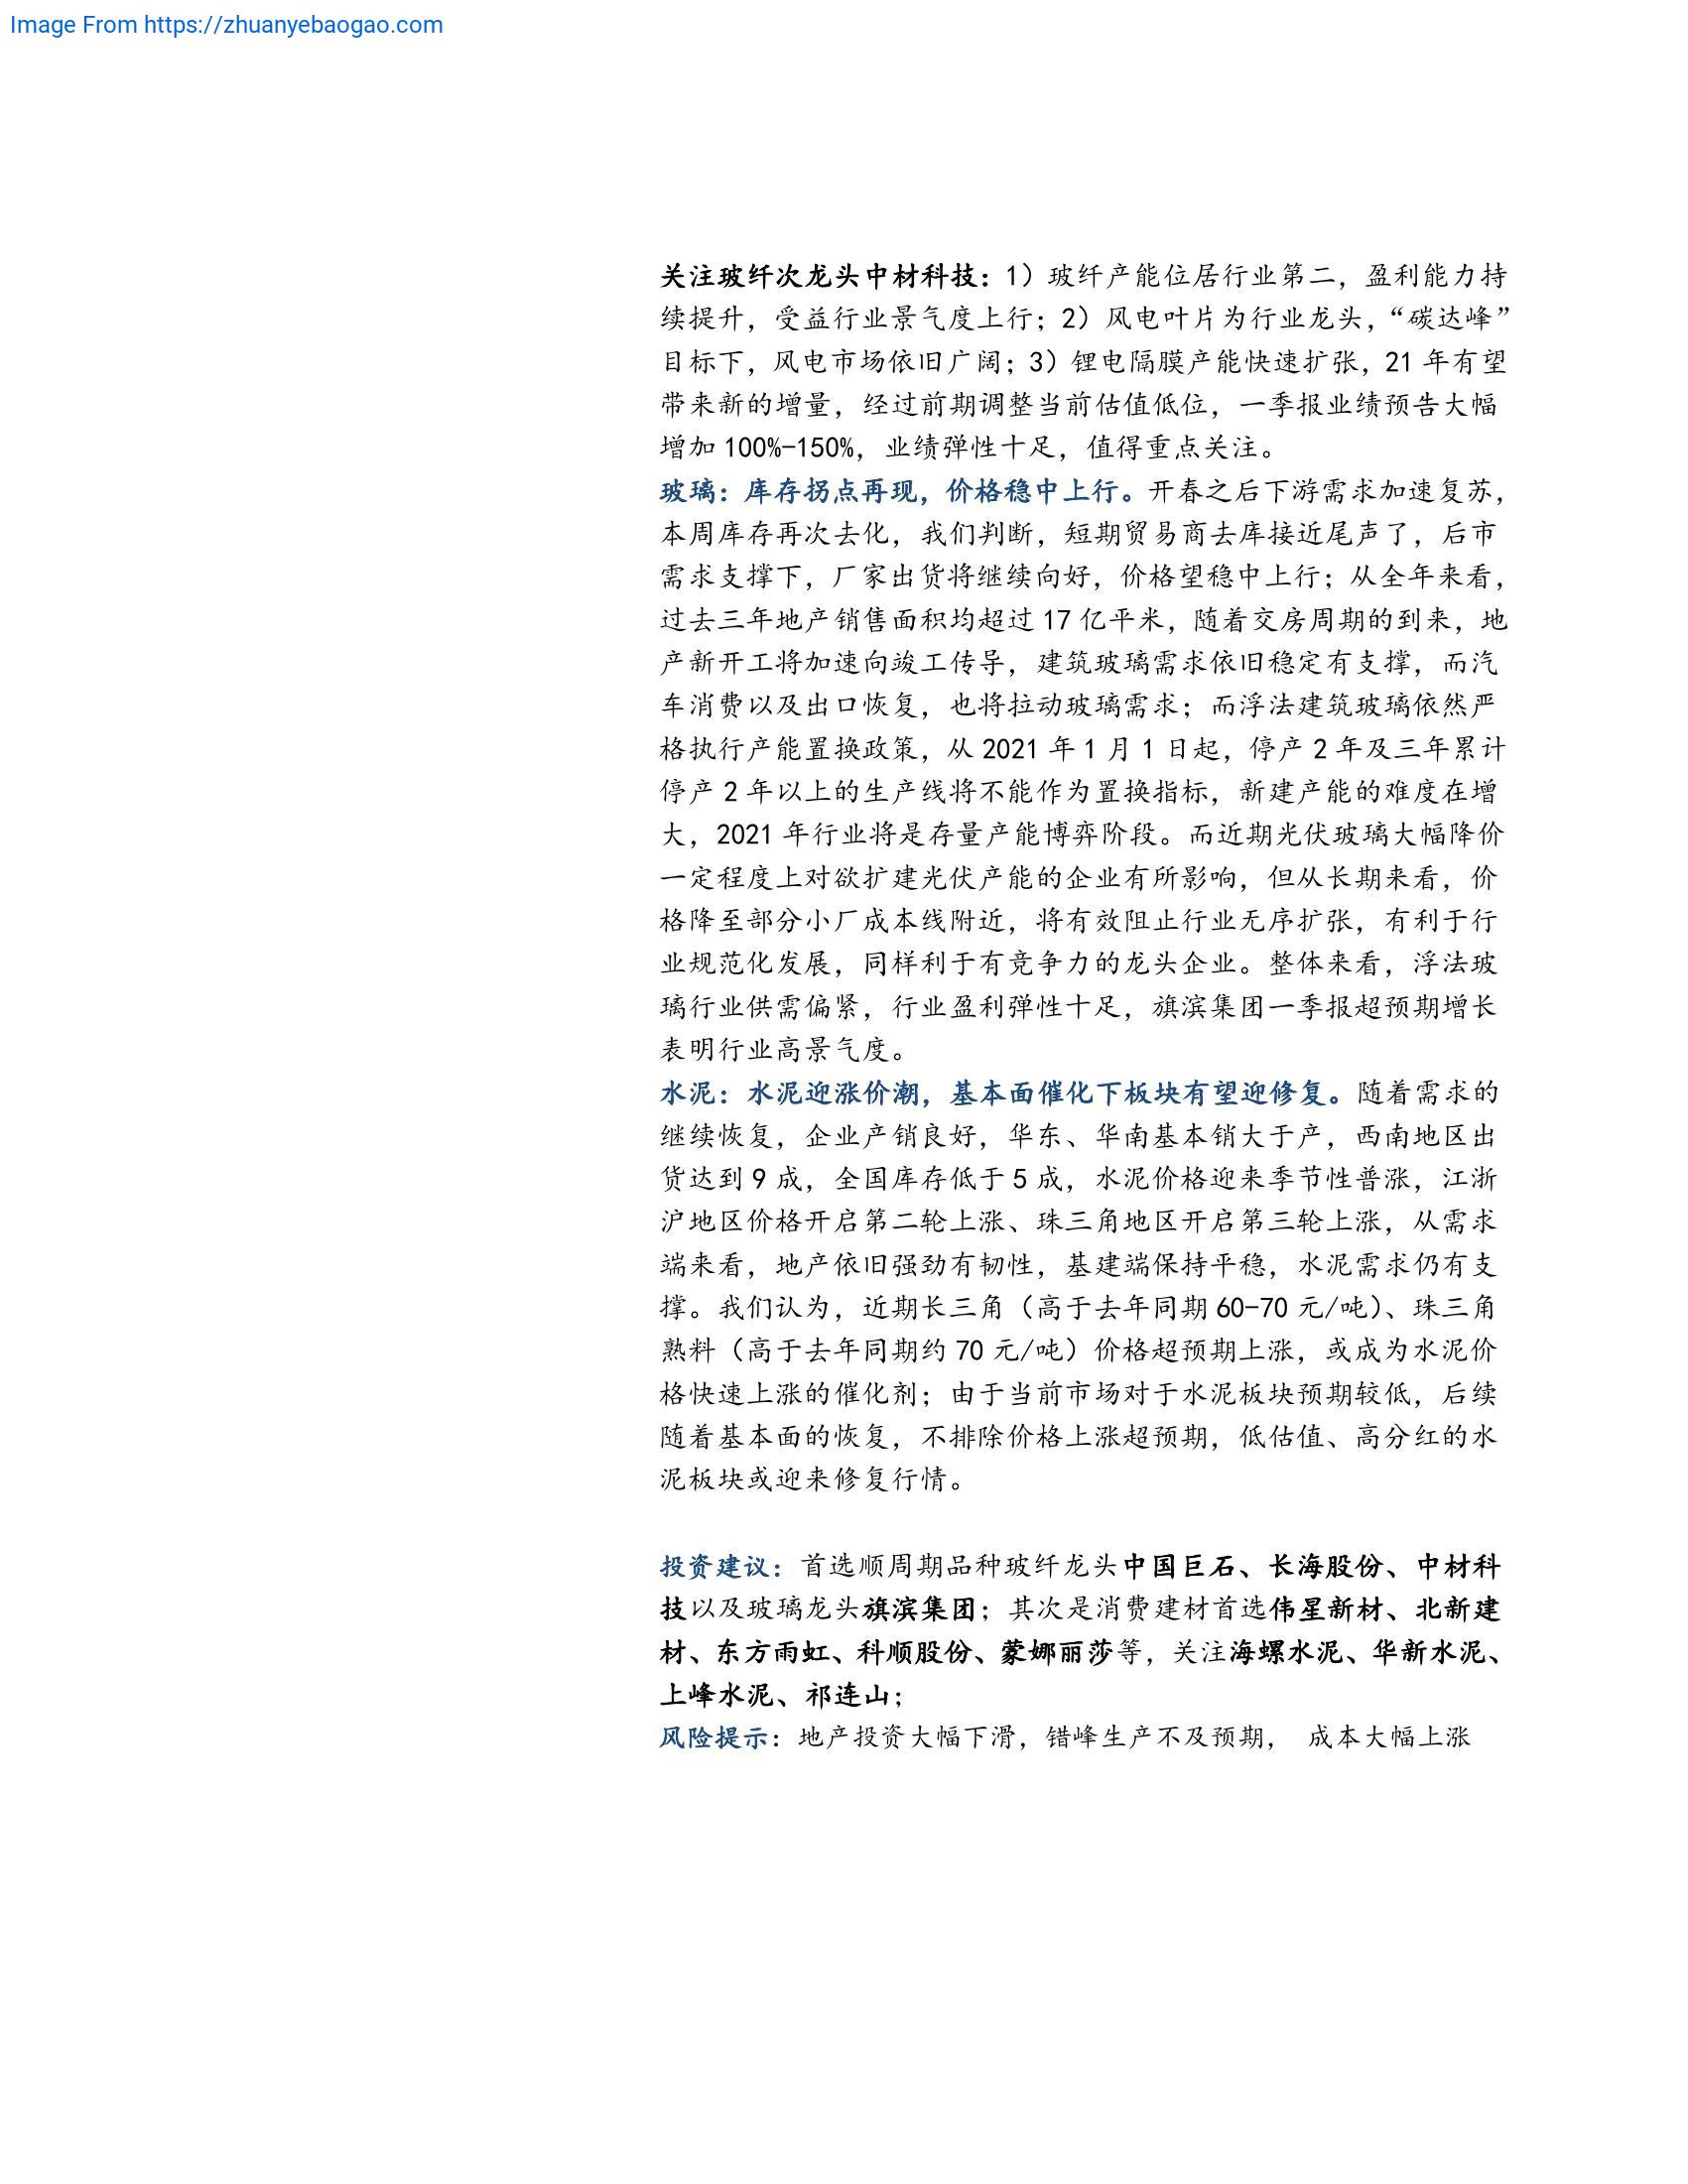 Image From https://zhuanyebaogao.com
关注玻纤次龙头中材科技：1）玻纤产能位居行业第二，盈利能力持
续提升，受益行业景气度上行；2）风电叶片为行业龙头，“碳达峰”
目标下，风电市场依旧广阔；3）锂电隔膜产能快速扩张，21 年有望
带来新的增量，经过前期调整当前估值低位，一季报业绩预告大幅
增加 100%-150%，业绩弹性十足，值得重点关注。
玻璃：库存拐点再现，价格稳中上行。开春之后下游需求加速复苏，
本周库存再次去化，我们判断，短期贸易商去库接近尾声了，后市
需求支撑下，厂家出货将继续向好，价格望稳中上行；从全年来看，
过去三年地产销售面积均超过 17 亿平米，随着交房周期的到来，地
产新开工将加速向竣工传导，建筑玻璃需求依旧稳定有支撑，而汽
车消费以及出口恢复，也将拉动玻璃需求；而浮法建筑玻璃依然严
格执行产能置换政策，从 2021 年 1 月 1 日起，停产 2 年及三年累计
停产 2 年以上的生产线将不能作为置换指标，新建产能的难度在增
大，2021 年行业将是存量产能博弈阶段。而近期光伏玻璃大幅降价
一定程度上对欲扩建光伏产能的企业有所影响，但从长期来看，价
格降至部分小厂成本线附近，将有效阻止行业无序扩张，有利于行
业规范化发展，同样利于有竞争力的龙头企业。整体来看，浮法玻
璃行业供需偏紧，行业盈利弹性十足，旗滨集团一季报超预期增长
表明行业高景气度。
水泥：水泥迎涨价潮，基本面催化下板块有望迎修复。随着需求的
继续恢复，企业产销良好，华东、华南基本销大于产，西南地区出
货达到 9 成，全国库存低于 5 成，水泥价格迎来季节性普涨，江浙
沪地区价格开启第二轮上涨、珠三角地区开启第三轮上涨，从需求
端来看，地产依旧强劲有韧性，基建端保持平稳，水泥需求仍有支
撑。我们认为，近期长三角（高于去年同期 60-70 元/吨）、珠三角
熟料（高于去年同期约 70 元/吨）价格超预期上涨，或成为水泥价
格快速上涨的催化剂；由于当前市场对于水泥板块预期较低，后续
随着基本面的恢复，不排除价格上涨超预期，低估值、高分红的水
泥板块或迎来修复行情。
投资建议：首选顺周期品种玻纤龙头中国巨石、长海股份、中材科
技以及玻璃龙头旗滨集团；其次是消费建材首选伟星新材、北新建
材、东方雨虹、科顺股份、蒙娜丽莎等，关注海螺水泥、华新水泥、
上峰水泥、祁连山；
风险提示：地产投资大幅下滑，错峰生产不及预期， 成本大幅上涨